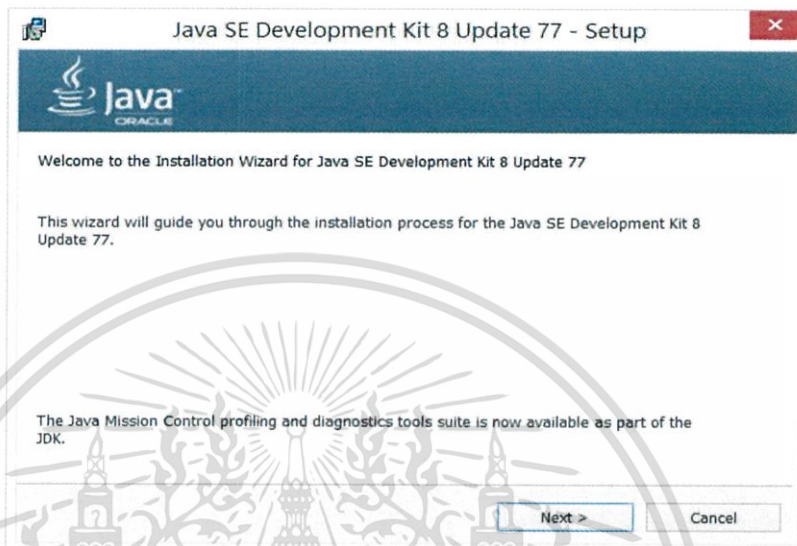 Java SE Development Kit 8 Update 77 - Setup
Java™
ORACLE
Welcome to the Installation Wizard for Java SE Development Kit 8 Update 77
This wizard will guide you through the installation process for the Java SE Development Kit 8
Update 77.
The Java Mission Control profiling and diagnostics tools suite is now available as part of the
JDK.
Next >
Cancel